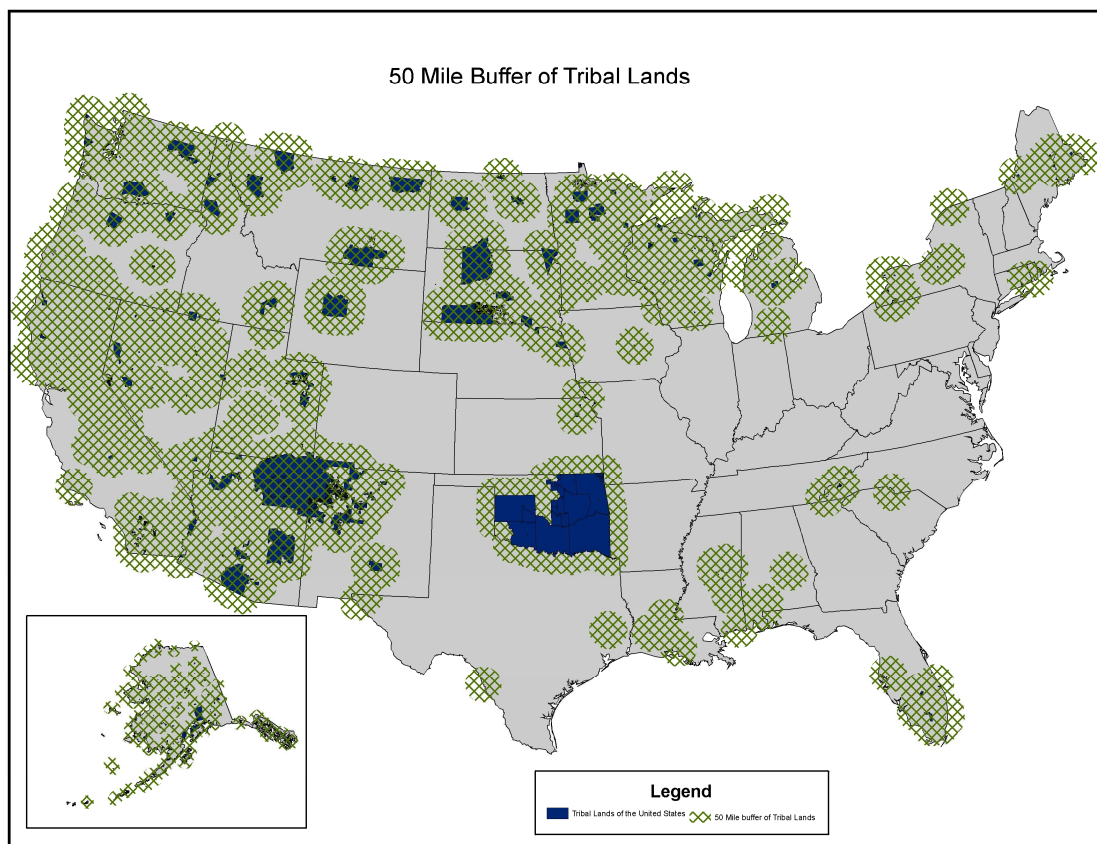 50 Mile Buffer of Tribal Lands
Legend
Tribal Lands of the United States
50 Mile buffer of Tribal Lands